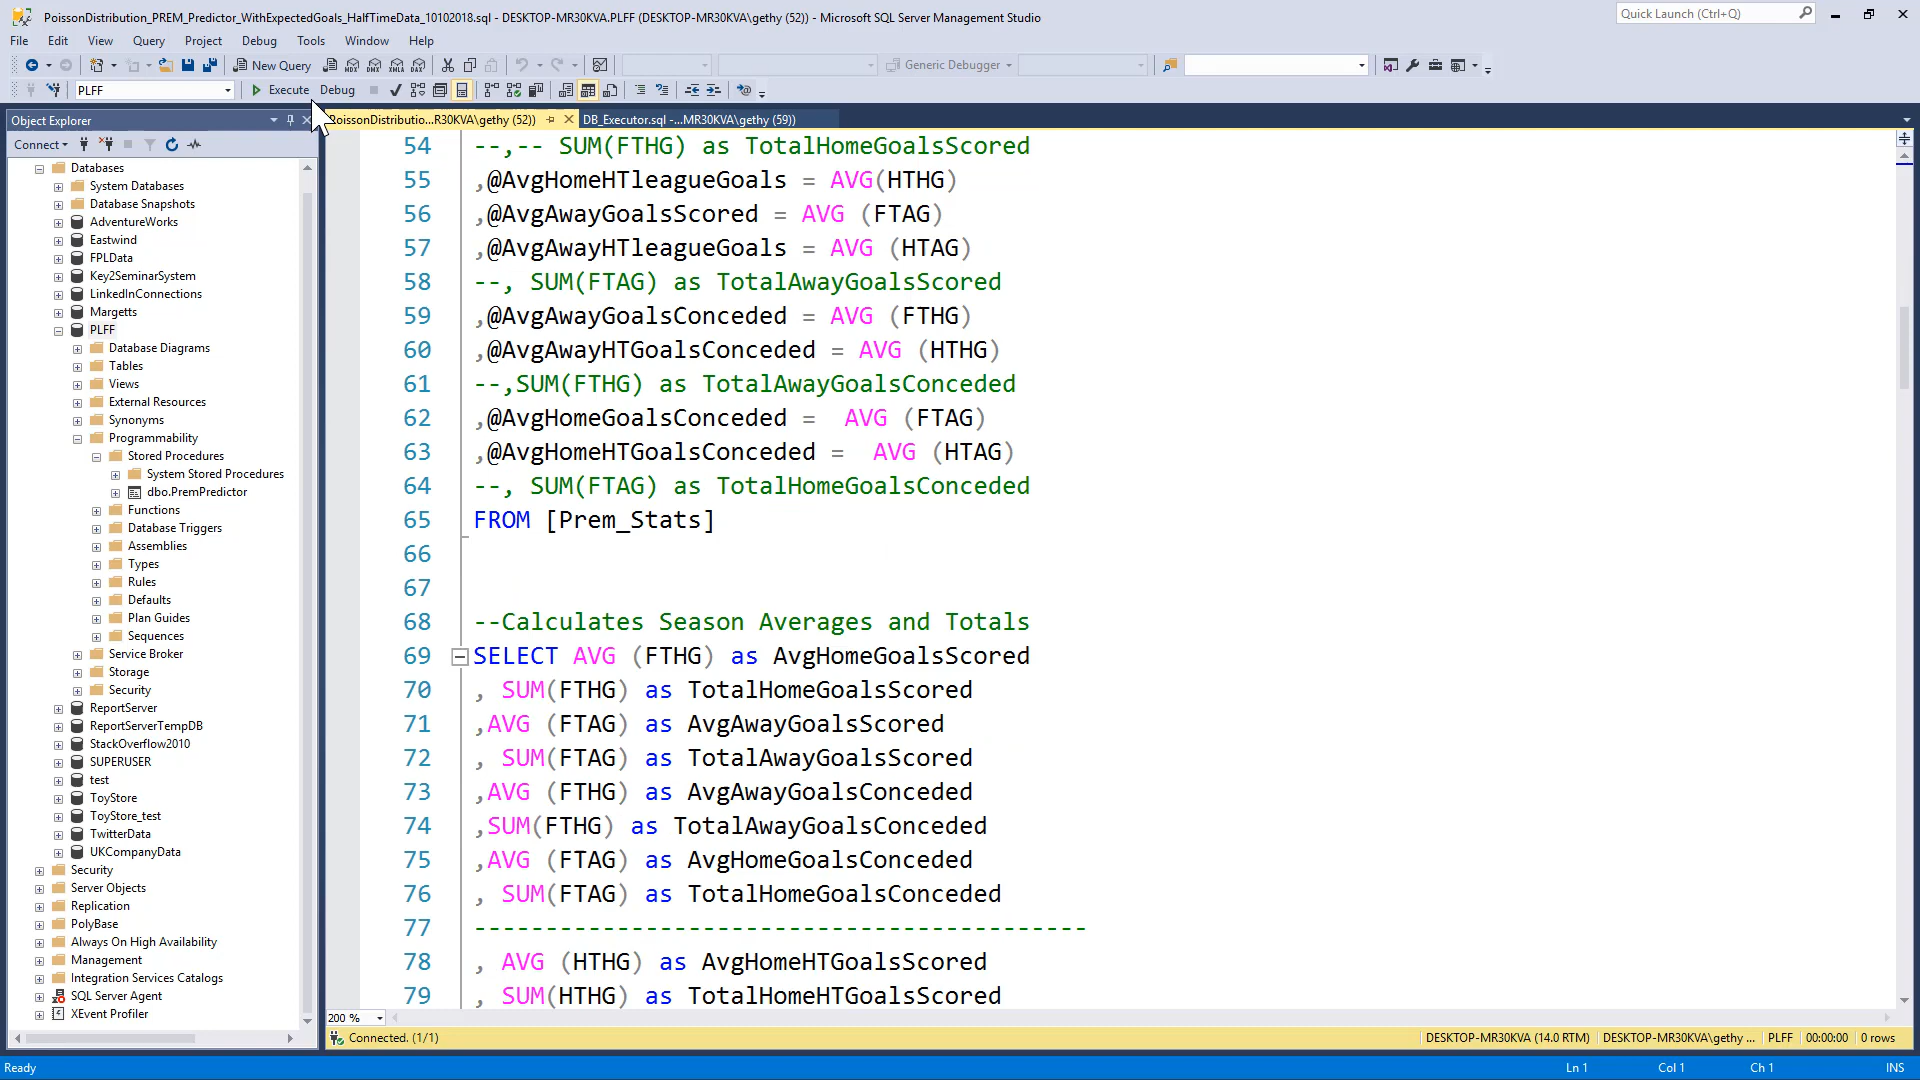 PoissonDistribution_PREM_Predictor_WithExpectedGoals_HalfTimeData_10102018.sql - DESKTOP-MR30KVA.PLFF (DESKTOP-MR30KVA\gethy (52)) - Microsoft SQL Server Management Studio
Quick Launch (Ctrl+Q)
File Edit View Query Project Debug Tools Window Help
New Query
Generic Debugger
PLFF
Execute Debug
Object Explorer
PoissonDistributio...R30KVA\gethy (52))
DB_Executor.sql -...MR30KVA\gethy (59))
Connect
Databases
System Databases
Database Snapshots
AdventureWorks
Eastwind
FPLData
Key2SeminarSystem
LinkedInConnections
Margetts
PLFF
Database Diagrams
Tables
Views
External Resources
Synonyms
Programmability
Stored Procedures
System Stored Procedures
dbo.PremPredictor
Functions
Database Triggers
Assemblies
Types
Rules
Defaults
Plan Guides
Sequences
Service Broker
Storage
Security
ReportServer
ReportServerTempDB
StackOverflow2010
SUPERUSER
test
ToyStore
ToyStore_test
TwitterData
UKCompanyData
Security
Server Objects
Replication
PolyBase
Always On High Availability
Management
Integration Services Catalogs
SQL Server Agent
XEvent Profiler
54 --,-- SUM(FTHG) as TotalHomeGoalsScored
55 ,@AvgHomeHTleagueGoals = AVG(HTHG)
56 ,@AvgAwayGoalsScored = AVG (FTAG)
57 ,@AvgAwayHTleagueGoals = AVG (HTAG)
58 --, SUM(FTAG) as TotalAwayGoalsScored
59 ,@AvgAwayGoalsConceded = AVG (FTHG)
60 ,@AvgAwayHTGoalsConceded = AVG (HTHG)
61 --,SUM(FTHG) as TotalAwayGoalsConceded
62 ,@AvgHomeGoalsConceded =  AVG (FTAG)
63 ,@AvgHomeHTGoalsConceded =  AVG (HTAG)
64 --, SUM(FTAG) as TotalHomeGoalsConceded
65 FROM [Prem_Stats]
66
67
68 --Calculates Season Averages and Totals
69 SELECT AVG (FTHG) as AvgHomeGoalsScored
70 , SUM(FTHG) as TotalHomeGoalsScored
71 ,AVG (FTAG) as AvgAwayGoalsScored
72 , SUM(FTAG) as TotalAwayGoalsScored
73 ,AVG (FTHG) as AvgAwayGoalsConceded
74 ,SUM(FTHG) as TotalAwayGoalsConceded
75 ,AVG (FTAG) as AvgHomeGoalsConceded
76 , SUM(FTAG) as TotalHomeGoalsConceded
77 -------------------------------------------
78 , AVG (HTHG) as AvgHomeHTGoalsScored
79 , SUM(HTHG) as TotalHomeHTGoalsScored
200 %
Connected. (1/1)
DESKTOP-MR30KVA (14.0 RTM) DESKTOP-MR30KVA\gethy ... PLFF 00:00:00 0 rows
Ready
Ln 1 Col 1 Ch 1 INS